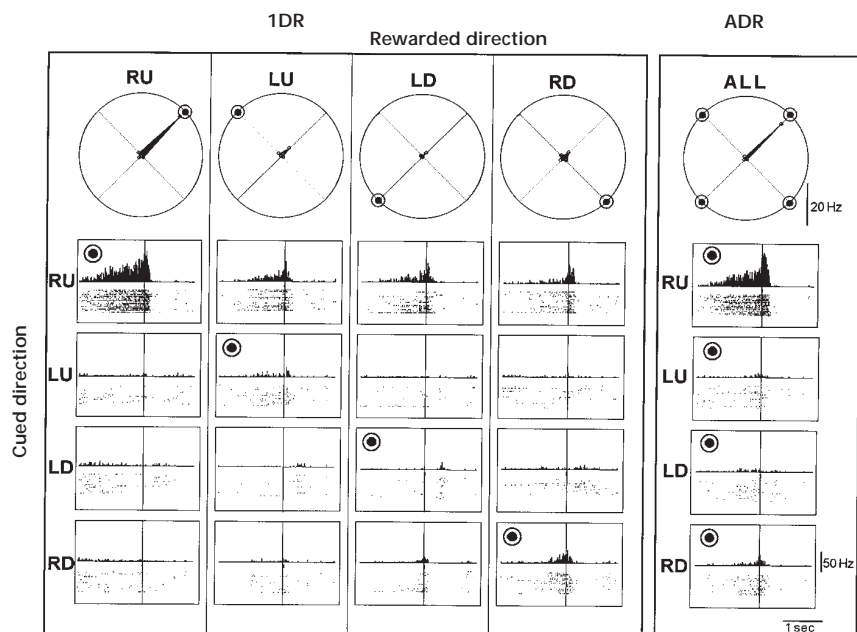 1DR ADR
Rewarded direction
RU LU LD RD ALL
20 Hz
RU RU
LU LU
LD LD
RD RD
50 Hz
1 sec
Cued direction